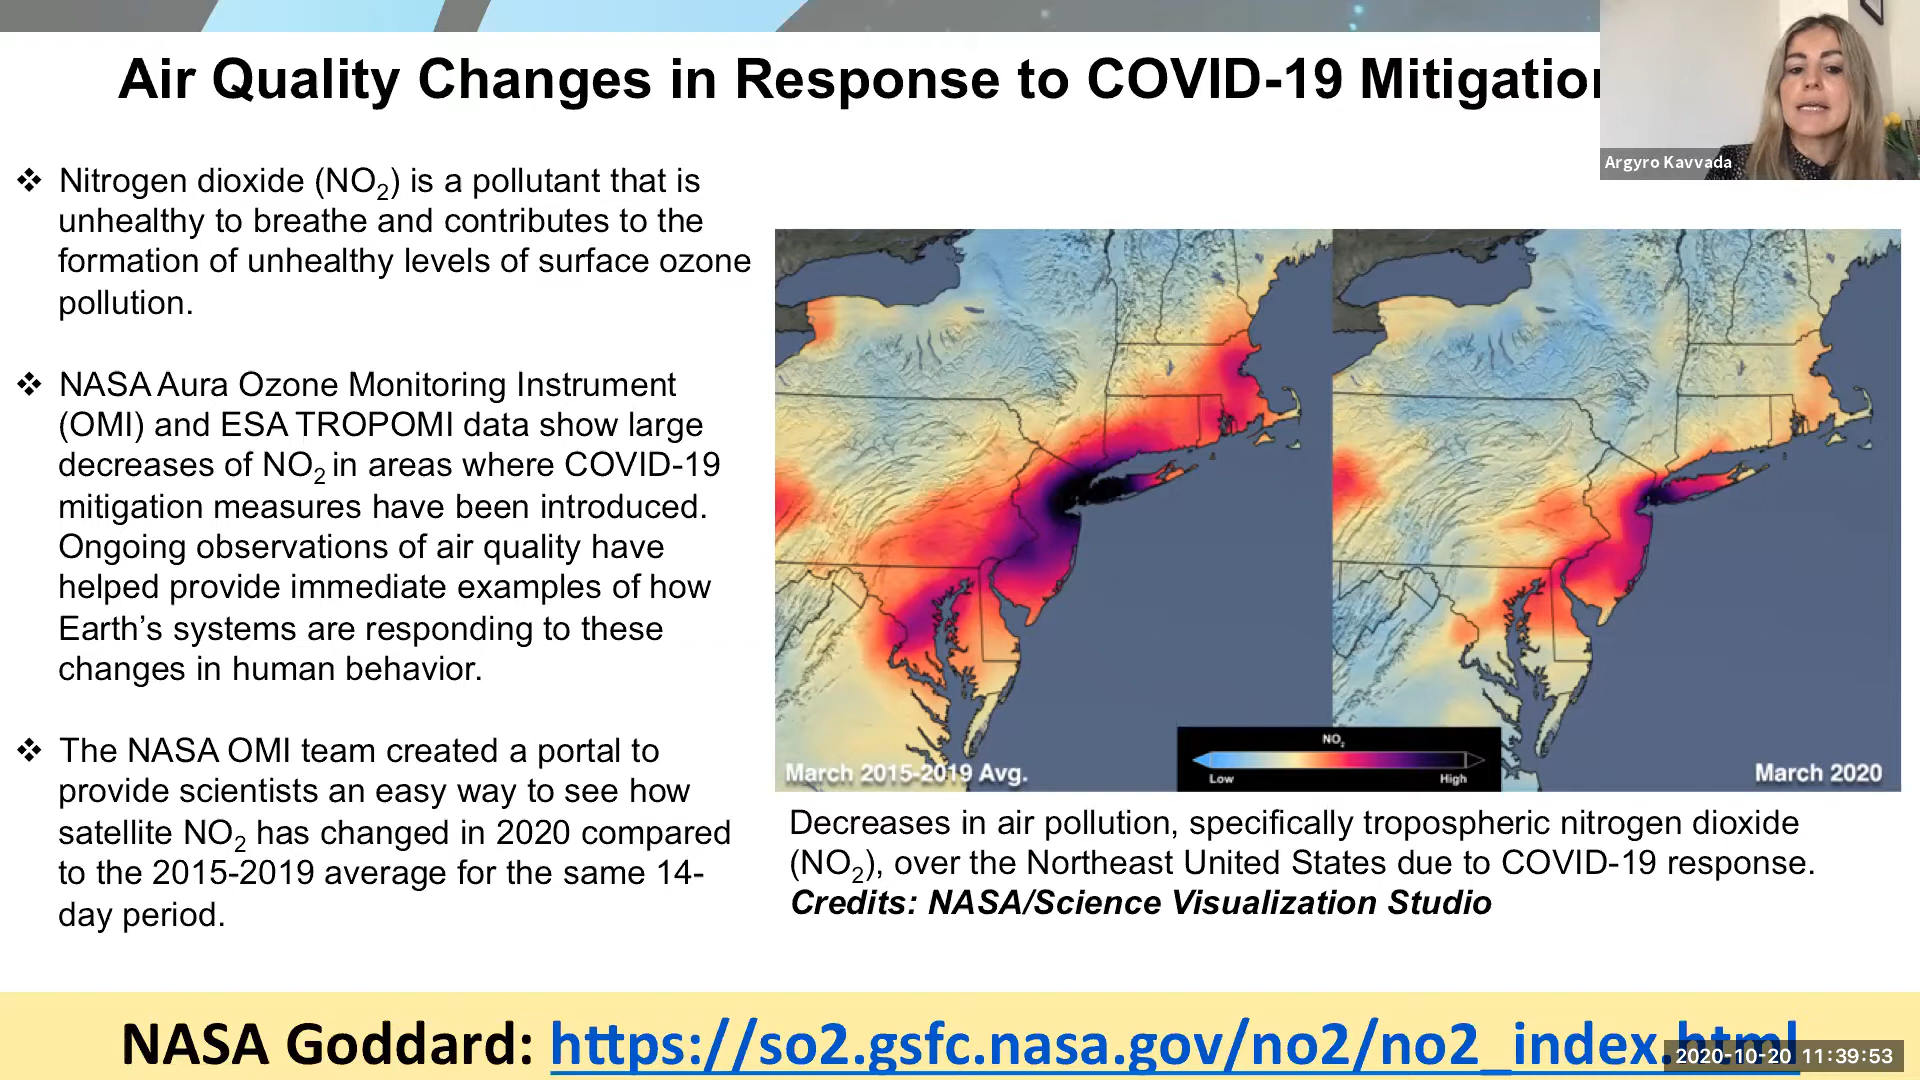 Air Quality Changes in Response to COVID-19 Mitigation
Argyro Kavvada
❖ Nitrogen dioxide (NO₂) is a pollutant that is
unhealthy to breathe and contributes to the
formation of unhealthy levels of surface ozone
pollution.
❖ NASA Aura Ozone Monitoring Instrument
(OMI) and ESA TROPOMI data show large
decreases of NO₂ in areas where COVID-19
mitigation measures have been introduced.
Ongoing observations of air quality have
helped provide immediate examples of how
Earth’s systems are responding to these
changes in human behavior.
❖ The NASA OMI team created a portal to
provide scientists an easy way to see how
satellite NO₂ has changed in 2020 compared
to the 2015-2019 average for the same 14-
day period.
March 2015-2019 Avg.
NO₂
Low High
March 2020
Decreases in air pollution, specifically tropospheric nitrogen dioxide
(NO₂), over the Northeast United States due to COVID-19 response.
Credits: NASA/Science Visualization Studio
NASA Goddard: https://so2.gsfc.nasa.gov/no2/no2_index.html
2020-10-20 11:39:53